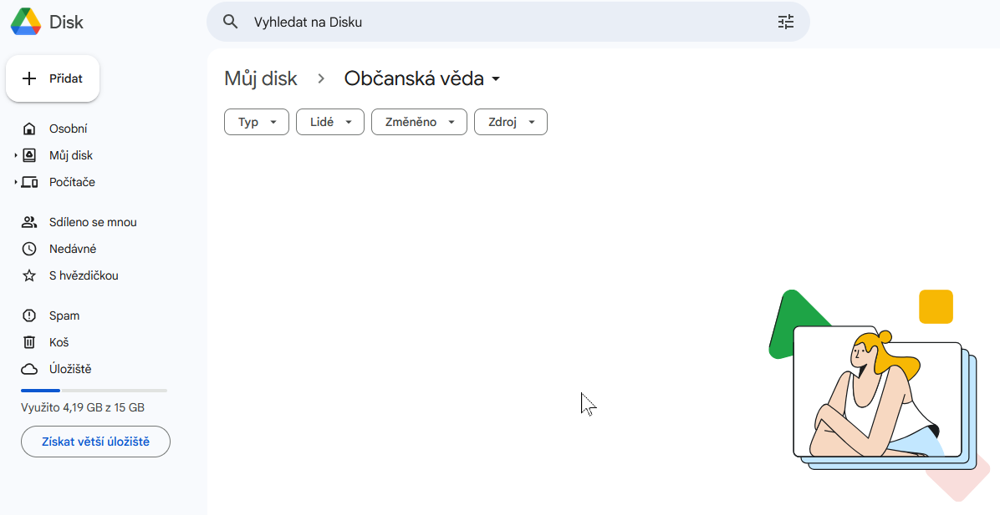 Disk
Vyhledat na Disku
Přidat
Osobní
Můj disk
Počítače
Sdíleno se mnou
Nedávné
S hvězdičkou
Spam
Koš
Úložiště
Využito 4,19 GB z 15 GB
Získat větší úložiště
Můj disk Občanská věda
Typ Lidé Změněno Zdroj